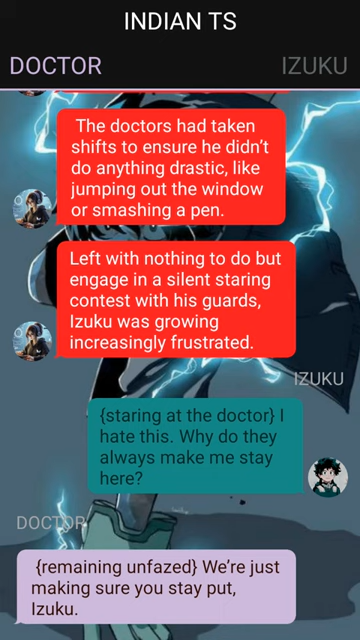 INDIAN TS
DOCTOR
IZUKU
The doctors had taken
shifts to ensure he didn’t
do anything drastic, like
jumping out the window
or smashing a pen.
Left with nothing to do but
engage in a silent staring
contest with his guards,
Izuku was growing
increasingly frustrated.
IZUKU
{staring at the doctor} I
hate this. Why do they
always make me stay
here?
DOCTOR
{remaining unfazed} We’re just
making sure you stay put,
Izuku.